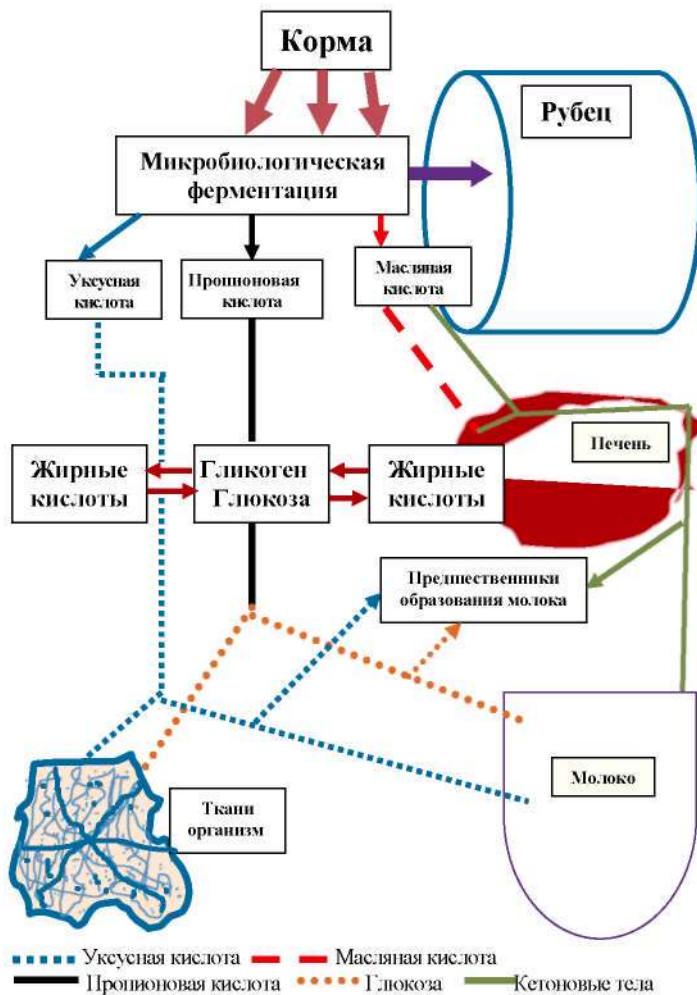 Корма
Рубец
Микробиологическая
ферментация
Уксусная
кислота
Пропионовая
кислота
Масляная
кислота
Печень
Жирные
кислоты
Гликоген
Глюкоза
Жирные
кислоты
Предшественники
образования молока
Молоко
Ткани
организм
Уксусная кислота
Масляная кислота
Пропионовая кислота
Глюкоза
Кетоновые тела